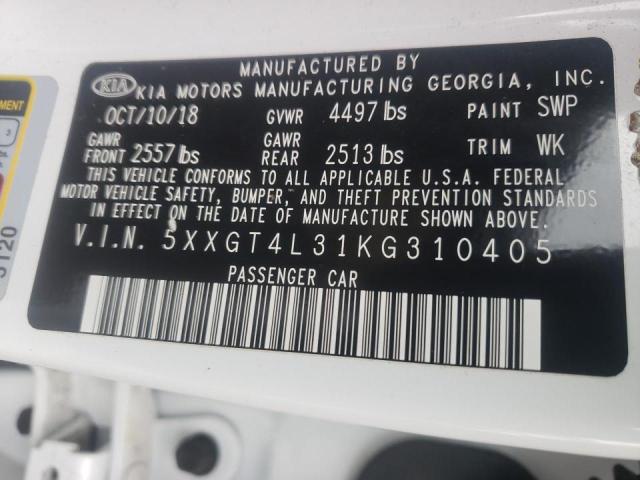 MANUFACTURED BY
KIA KIA MOTORS MANUFACTURING GEORGIA, INC.
OCT/10/18 GVWR 4497 lbs PAINT SWP
GAWR FRONT 2557 lbs GAWR REAR 2513 lbs TRIM WK
THIS VEHICLE CONFORMS TO ALL APPLICABLE U.S.A. FEDERAL
MOTOR VEHICLE SAFETY, BUMPER, AND THEFT PREVENTION STANDARDS
IN EFFECT ON THE DATE OF MANUFACTURE SHOWN ABOVE.
V.I.N. 5XXGT4L31KG310405
PASSENGER CAR